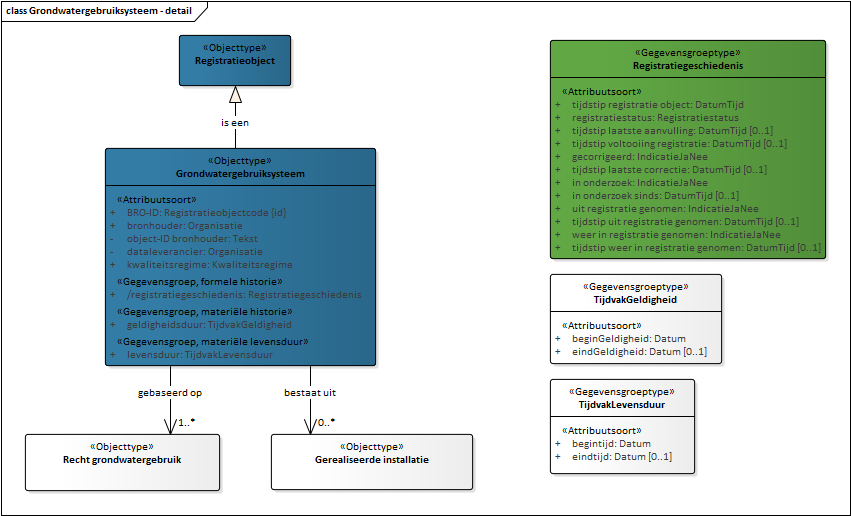 class Grondwatergebruiksysteem - detail
«Objecttype»
Registratieobject
is een
«Objecttype»
Grondwatergebruiksysteem
«Attribuutsoort»
+ BRO-ID: Registratieobjectcode {id}
+ bronhouder: Organisatie
- object-ID bronhouder: Tekst
- dataleverancier: Organisatie
+ kwaliteitsregime: Kwaliteitsregime
«Gegevensgroep, formele historie»
+ /registratiegeschiedenis: Registratiegeschiedenis
«Gegevensgroep, materiële historie»
+ geldigheidsduur: TijdvakGeldigheid
«Gegevensgroep, materiële levensduur»
+ levensduur: TijdvakLevensduur
gebaseerd op
/1..*
bestaat uit
/0..*
«Objecttype»
Recht grondwatergebruik
«Objecttype»
Gerealiseerde installatie
«Gegevensgroeptype»
Registratiegeschiedenis
«Attribuutsoort»
+ tijdstip registratie object: DatumTijd
+ registratiestatus: Registratiestatus
+ tijdstip laatste aanvulling: DatumTijd [0..1]
+ tijdstip voltooiing registratie: DatumTijd [0..1]
+ gecorrigeerd: IndicatieJaNee
+ tijdstip laatste correctie: DatumTijd [0..1]
+ in onderzoek: IndicatieJaNee
+ in onderzoek sinds: DatumTijd [0..1]
+ uit registratie genomen: IndicatieJaNee
+ tijdstip uit registratie genomen: DatumTijd [0..1]
+ weer in registratie genomen: IndicatieJaNee
+ tijdstip weer in registratie genomen: DatumTijd [0..1]
«Gegevensgroeptype»
TijdvakGeldigheid
«Attribuutsoort»
+ beginGeldigheid: Datum
+ eindGeldigheid: Datum [0..1]
«Gegevensgroeptype»
TijdvakLevensduur
«Attribuutsoort»
+ begintijd: Datum
+ eindtijd: Datum [0..1]